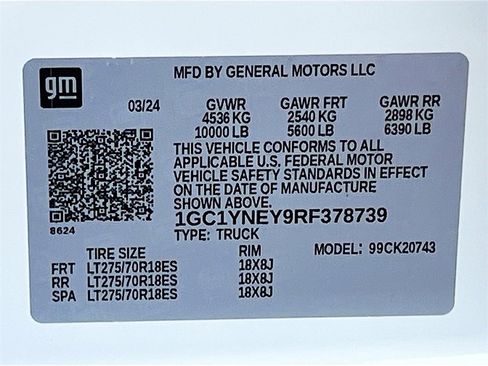 gm
MFD BY GENERAL MOTORS LLC
03/24 GVWR GAWR FRT GAWR RR
4536 KG 2540 KG 2898 KG
10000 LB 5600 LB 6390 LB
THIS VEHICLE CONFORMS TO ALL
APPLICABLE U.S. FEDERAL MOTOR
VEHICLE SAFETY STANDARDS IN EFFECT
ON THE DATE OF MANUFACTURE
SHOWN ABOVE.
1GC1YNEY9RF378739
8624
TYPE: TRUCK
TIRE SIZE RIM MODEL: 99CK20743
FRT LT275/70R18ES 18X8J
RR LT275/70R18ES 18X8J
SPA LT275/70R18ES 18X8J